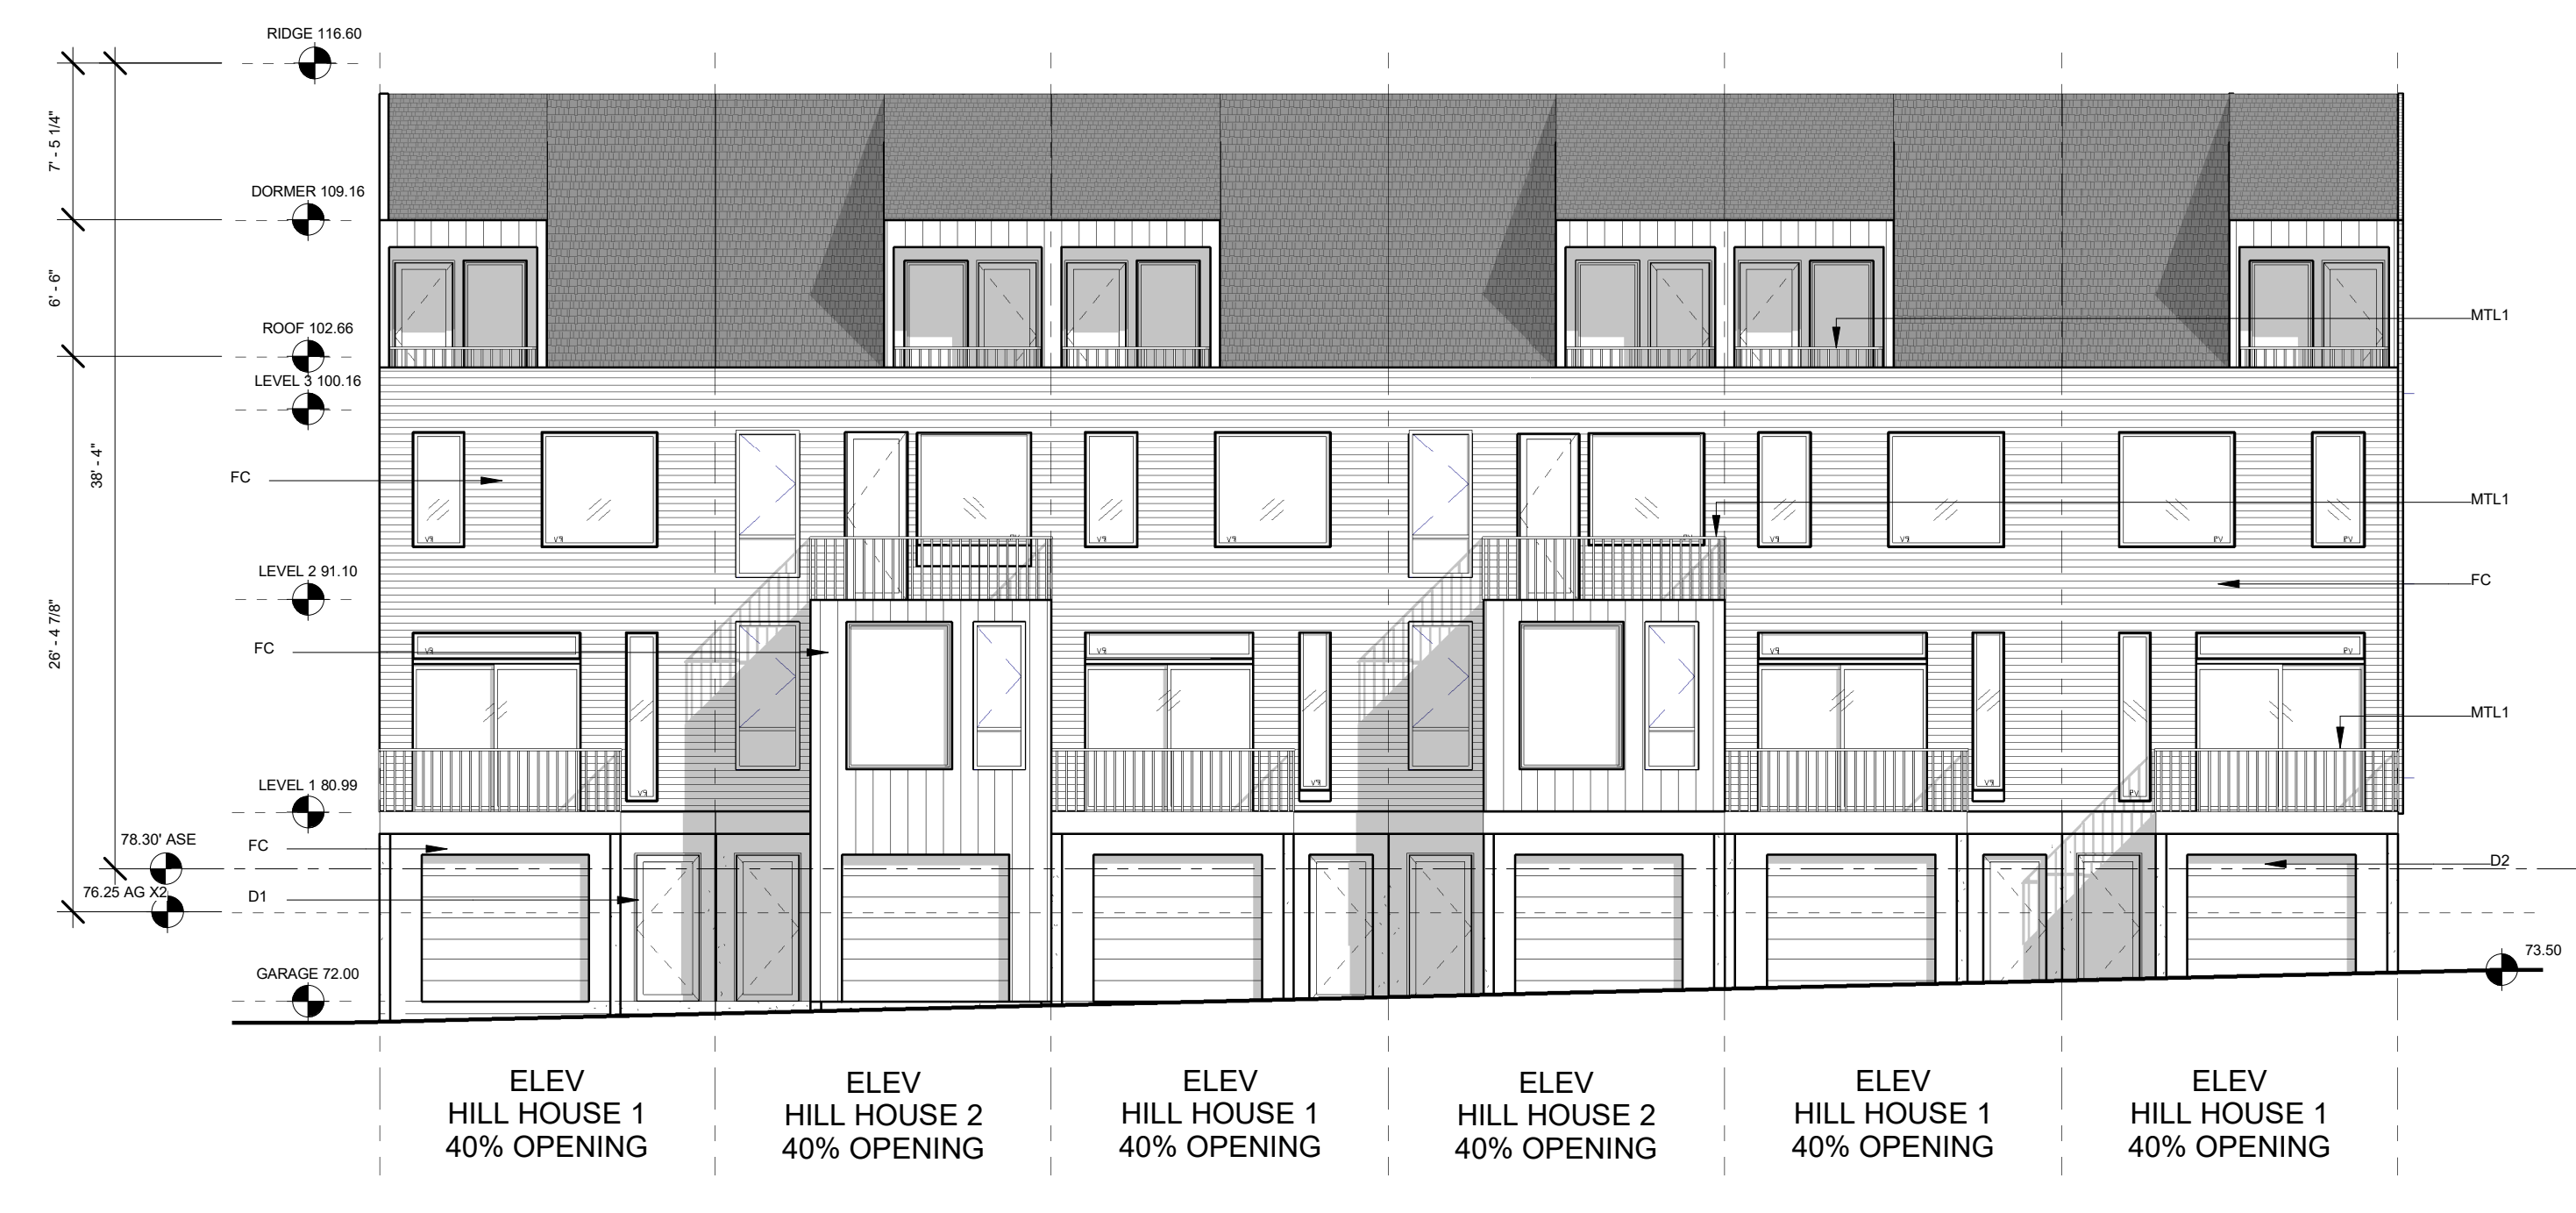 RIDGE 116.60
7' - 5 1/4"
DORMER 109.16
6' - 6"
ROOF 102.66
MTL1
LEVEL 3 100.16
38' - 4"
FC
MTL1
LEVEL 2 91.10
FC
26' - 4 7/8"
FC
MTL1
LEVEL 1 80.99
78.30' ASE
FC
D2
76.25 AG X2
D1
GARAGE 72.00
73.50
ELEV
HILL HOUSE 1
40% OPENING
ELEV
HILL HOUSE 2
40% OPENING
ELEV
HILL HOUSE 1
40% OPENING
ELEV
HILL HOUSE 2
40% OPENING
ELEV
HILL HOUSE 1
40% OPENING
ELEV
HILL HOUSE 1
40% OPENING